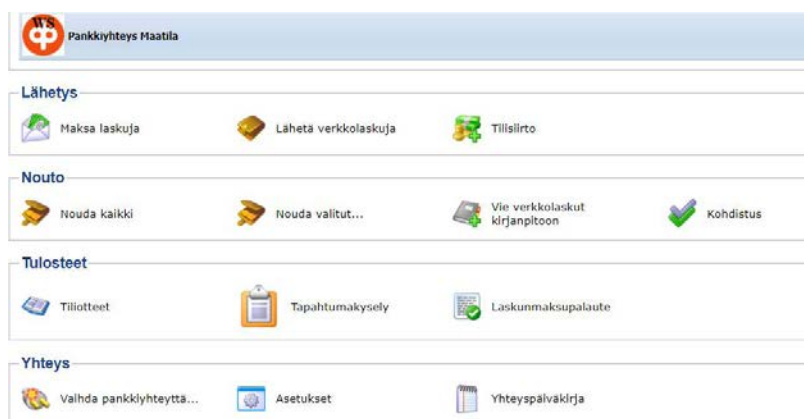 WS
Pankkiyhteys Maatila
Lähetys
Maksa laskuja
Lähetä verkkolaskuja
Tilisiirto
Nouto
Nouda kaikki
Nouda valitut...
Vie verkkolaskut
kirjanpitoon
Kohdistus
Tulosteet
Tiliotteet
Tapahtumakysely
Laskunmaksupalaute
Yhteys
Vaihda pankkiyhteyttä...
Asetukset
Yhteyspäiväkirja